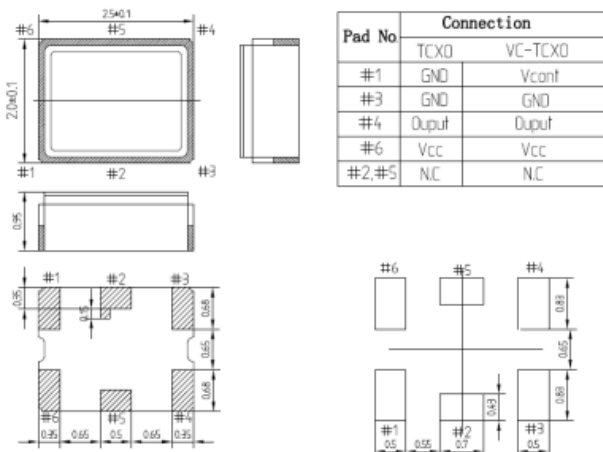 2.5±0.1
#6 #5 #4
2.0±0.1
#1 #2 #3
0.95
Pad No Connection
TCXO VC-TCXO
#1 GND Vcont
#3 GND GND
#4 Ouput Ouput
#6 Vcc Vcc
#2,#5 N.C N.C
#1 #2 #3
0.35 0.15 0.68
0.65
0.68
#6 #5 #4
0.35 0.65 0.5 0.65 0.35
#6 #5 #4
0.83
0.65
0.43 0.83
#1 #2 #3
0.5 0.55 0.7 0.5